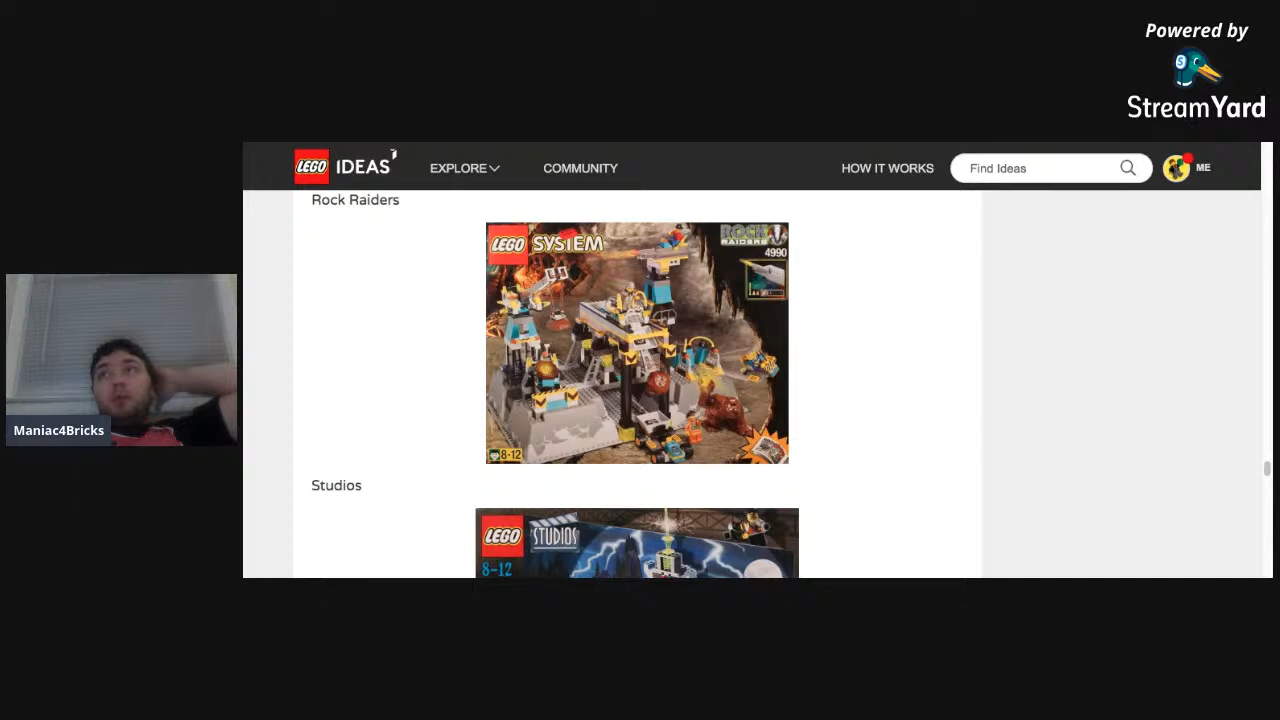 Powered by
StreamYard
LEGO IDEAS
EXPLORE
COMMUNITY
HOW IT WORKS
Find Ideas
ME
Rock Raiders
LEGO SYSTEM
ROCK
RAIDERS
4990
8-12
Maniac4Bricks
Studios
LEGO STUDIOS
8-12